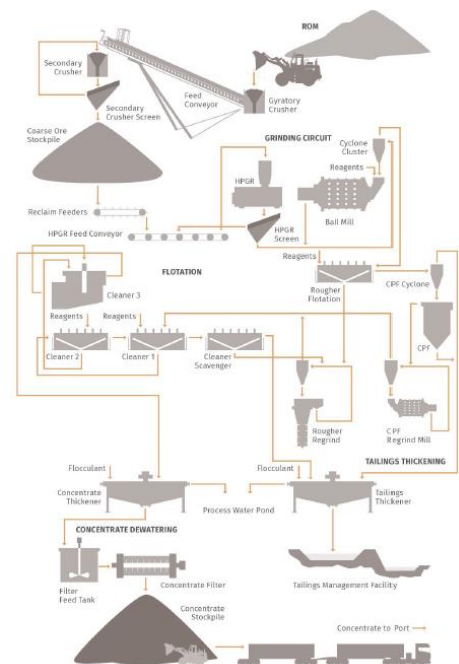 ROM
Secondary
Crusher
Feed
Conveyor
Secondary
Crusher Screen
Gyratory
Crusher
Coarse Ore
Stockpile
GRINDING CIRCUIT
Cyclone
Cluster
Reagents
HPGR
Ball Mill
Reclaim Feeders
HPGR Feed Conveyor
HPGR
Screen
Reagents
FLOTATION
Rougher
Flotation
CPF Cyclone
Cleaner 3
Reagents
Reagents
CPF
Cleaner 2
Cleaner 1
Cleaner
Scavenger
Rougher
Regrind
CPF
Regrind Mill
TAILINGS THICKENING
Flocculant
Flocculant
Concentrate
Thickener
Process Water Pond
Tailings
Thickener
CONCENTRATE DEWATERING
Filter
Feed Tank
Concentrate Filter
Tailings Management Facility
Concentrate
Stockpile
Concentrate to Port